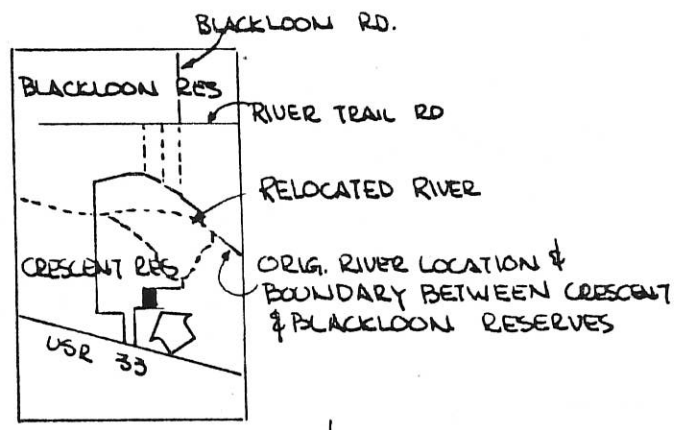 BLACKLOON RD.
BLACKLOON RES
RIVER TRAIL RD
RELOCATED RIVER
CRESCENT RES
ORIG. RIVER LOCATION &
BOUNDARY BETWEEN CRESCENT
& BLACKLOON RESERVES
USR 33